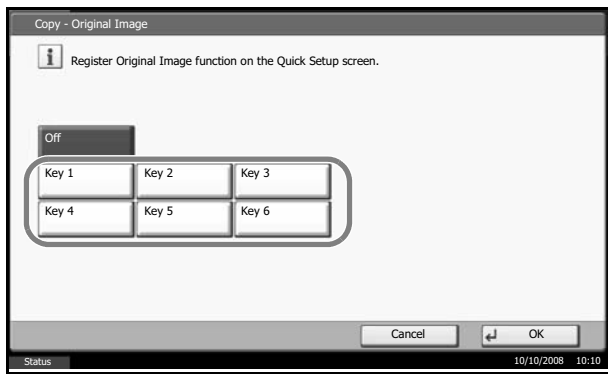 Copy - Original Image
Register Original Image function on the Quick Setup screen.
Off
Key 1 Key 2 Key 3
Key 4 Key 5 Key 6
Cancel OK
Status 10/10/2008 10:10